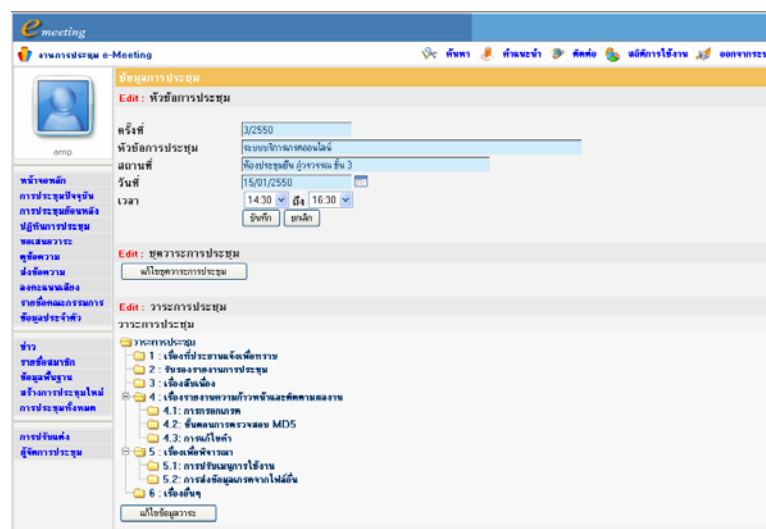 e meeting
งานการประชุม e-Meeting
ค้นหา คำแนะนำ ติดต่อ สถิติการใช้งาน ออกจากระบ
amp
หน้าจอหลัก
การประชุมปัจจุบัน
การประชุมย้อนหลัง
ปฏิทินการประชุม
ขอเสนอวาระ
ดูข้อความ
ส่งข้อความ
ลงคะแนนเสียง
รายชื่อคณะกรรมการ
ข้อมูลประจำตัว
ข่าว
รายชื่อสมาชิก
ข้อมูลพื้นฐาน
สร้างการประชุมใหม่
การประชุมทั้งหมด
การปรับแต่ง
ผู้จัดการประชุม
ข้อมูลการประชุม
Edit : หัวข้อการประชุม
ครั้งที่ 3/2550
หัวข้อการประชุม ระบบบริการเกรดออนไลน์
สถานที่ ห้องประชุมยืน ภู่วรวรรณ ชั้น 3
วันที่ 15/01/2550
เวลา 14:30 ถึง 16:30
บันทึก ยกเลิก
Edit : ชุดวาระการประชุม
แก้ไขชุดวาระการประชุม
Edit : วาระการประชุม
วาระการประชุม
วาระการประชุม
1 : เรื่องที่ประธานแจ้งเพื่อทราบ
2 : รับรองรายงานการประชุม
3 : เรื่องสืบเนื่อง
4 : เรื่องรายงานความก้าวหน้าและติดตามผลงาน
4.1: การกรอกเกรด
4.2: ขั้นตอนการตรวจสอบ MD5
4.3: การแก้ไขค่า
5 : เรื่องเพื่อพิจารณา
5.1: การปรับเมนูการใช้งาน
5.2: การส่งข้อมูลเกรดจากไฟล์อื่น
6 : เรื่องอื่นๆ
แก้ไขข้อมูลวาระ